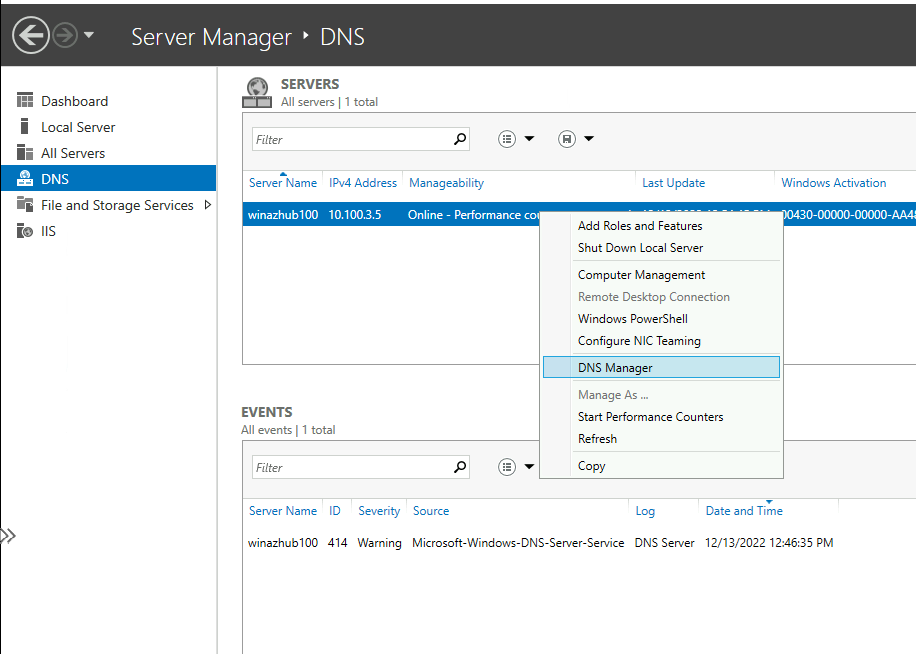 Server Manager ‣ DNS
Dashboard
Local Server
All Servers
DNS
File and Storage Services
IIS
SERVERS
All servers | 1 total
Filter
Server Name IPv4 Address Manageability Last Update Windows Activation
winazhub100 10.100.3.5 Online - Performance cou 00430-00000-00000-AA48
Add Roles and Features
Shut Down Local Server
Computer Management
Remote Desktop Connection
Windows PowerShell
Configure NIC Teaming
DNS Manager
Manage As ...
Start Performance Counters
Refresh
Copy
EVENTS
All events | 1 total
Filter
Server Name ID Severity Source Log Date and Time
winazhub100 414 Warning Microsoft-Windows-DNS-Server-Service DNS Server 12/13/2022 12:46:35 PM